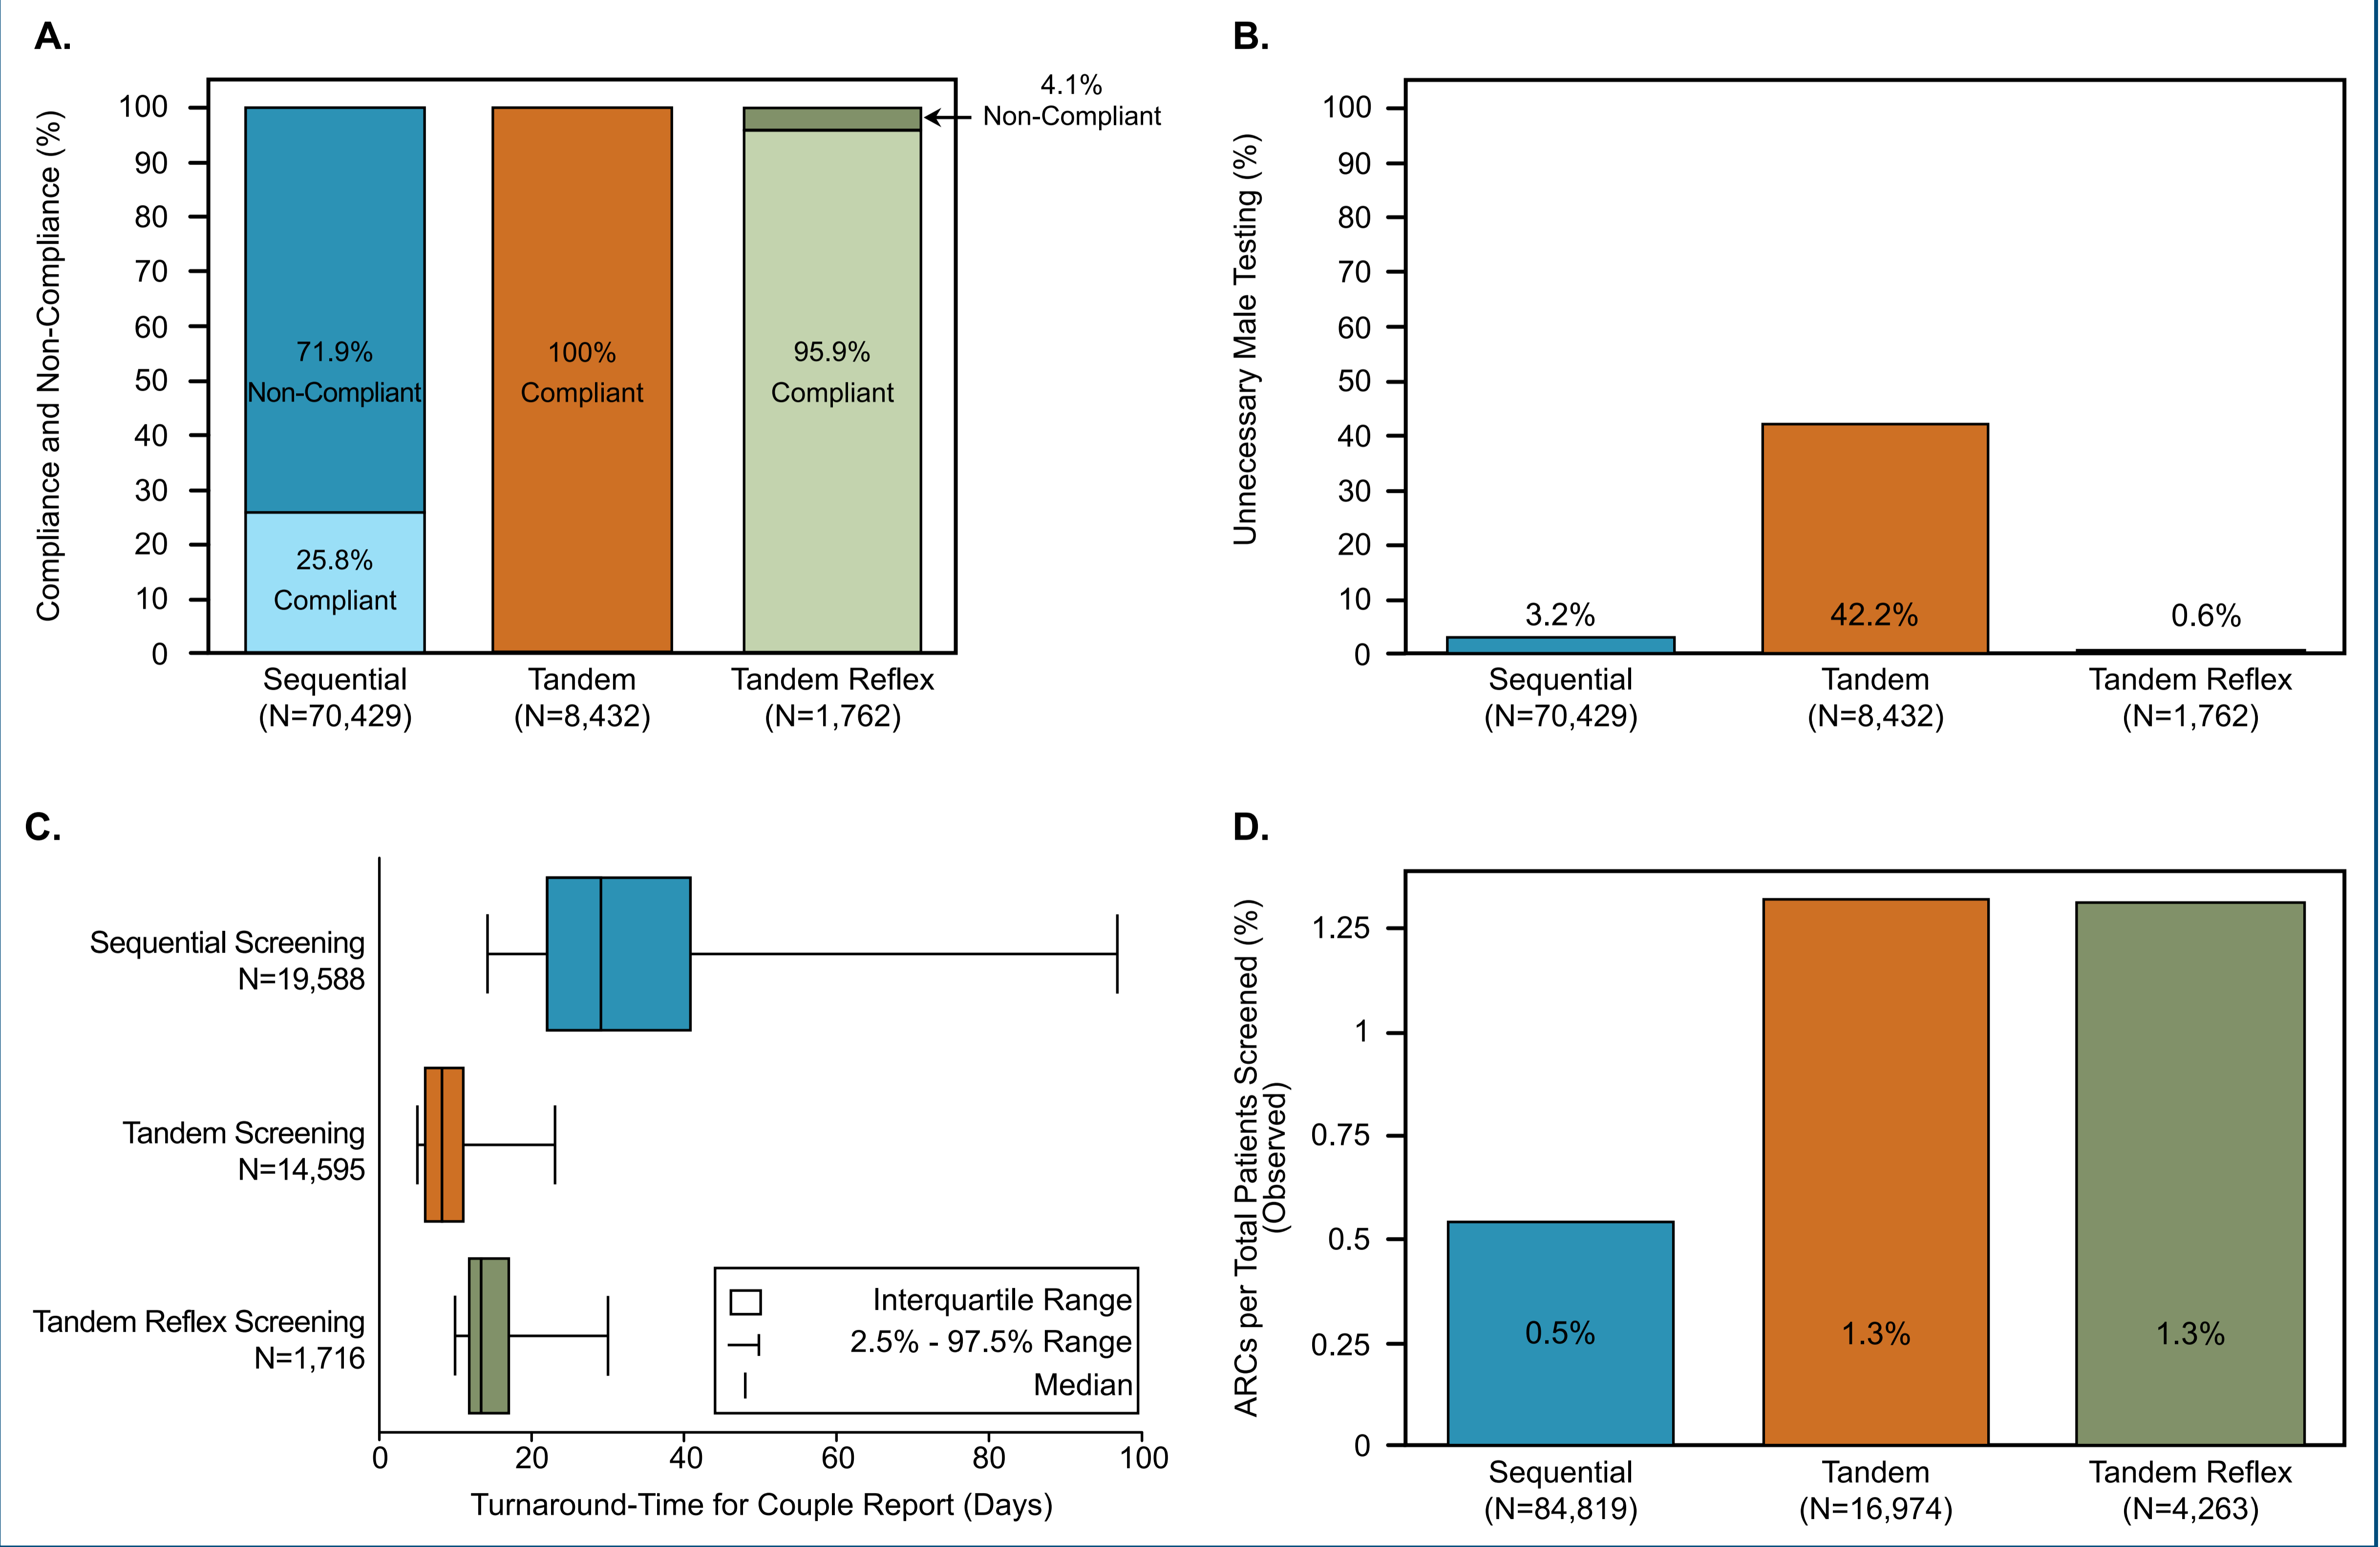 A.
Compliance and Non-Compliance (%)
100
90
80
70
60
50
40
30
20
10
0
71.9%
Non-Compliant
25.8%
Compliant
100%
Compliant
95.9%
Compliant
4.1%
Non-Compliant
Sequential
(N=70,429)
Tandem
(N=8,432)
Tandem Reflex
(N=1,762)
B.
Unnecessary Male Testing (%)
100
90
80
70
60
50
40
30
20
10
0
3.2%
42.2%
0.6%
Sequential
(N=70,429)
Tandem
(N=8,432)
Tandem Reflex
(N=1,762)
C.
Sequential Screening
N=19,588
Tandem Screening
N=14,595
Tandem Reflex Screening
N=1,716
Interquartile Range
2.5% - 97.5% Range
Median
0
20
40
60
80
100
Turnaround-Time for Couple Report (Days)
D.
ARCs per Total Patients Screened (%)
(Observed)
1.25
1
0.75
0.5
0.25
0
0.5%
1.3%
1.3%
Sequential
(N=84,819)
Tandem
(N=16,974)
Tandem Reflex
(N=4,263)